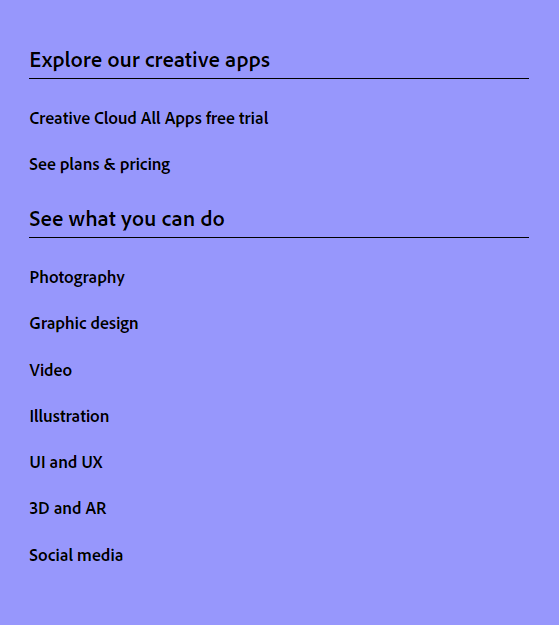 Explore our creative apps
Creative Cloud All Apps free trial
See plans & pricing
See what you can do
Photography
Graphic design
Video
Illustration
UI and UX
3D and AR
Social media